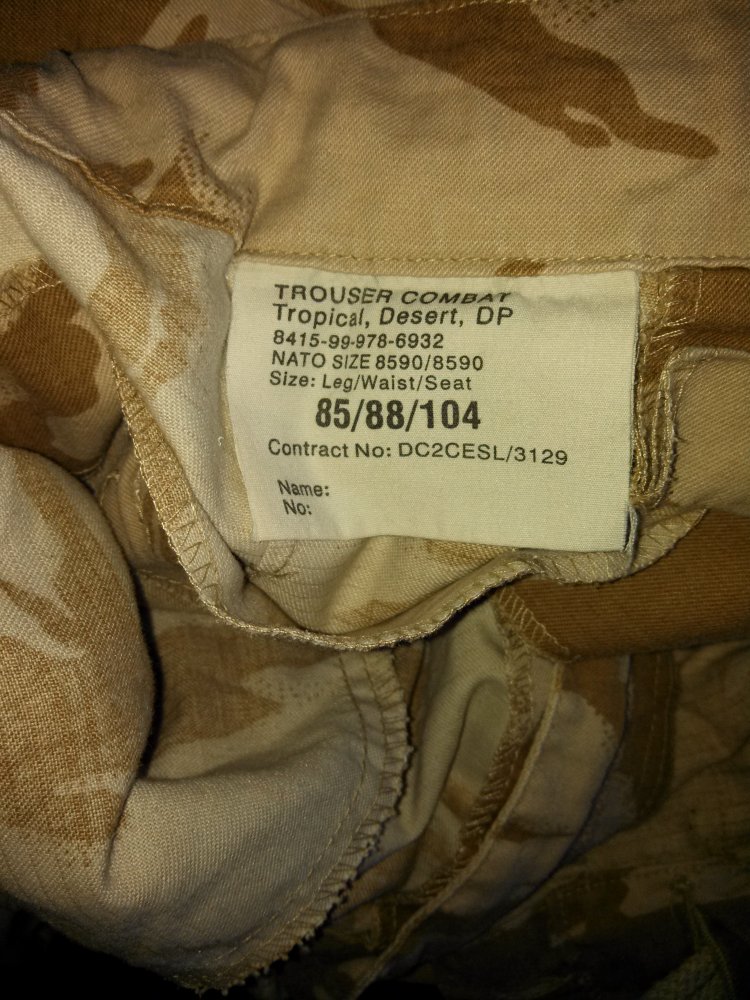 TROUSER COMBAT
Tropical, Desert, DP
8415-99-978-6932
NATO SIZE 8590/8590
Size: Leg/Waist/Seat
85/88/104
Contract No: DC2CESL/3129
Name:
No: